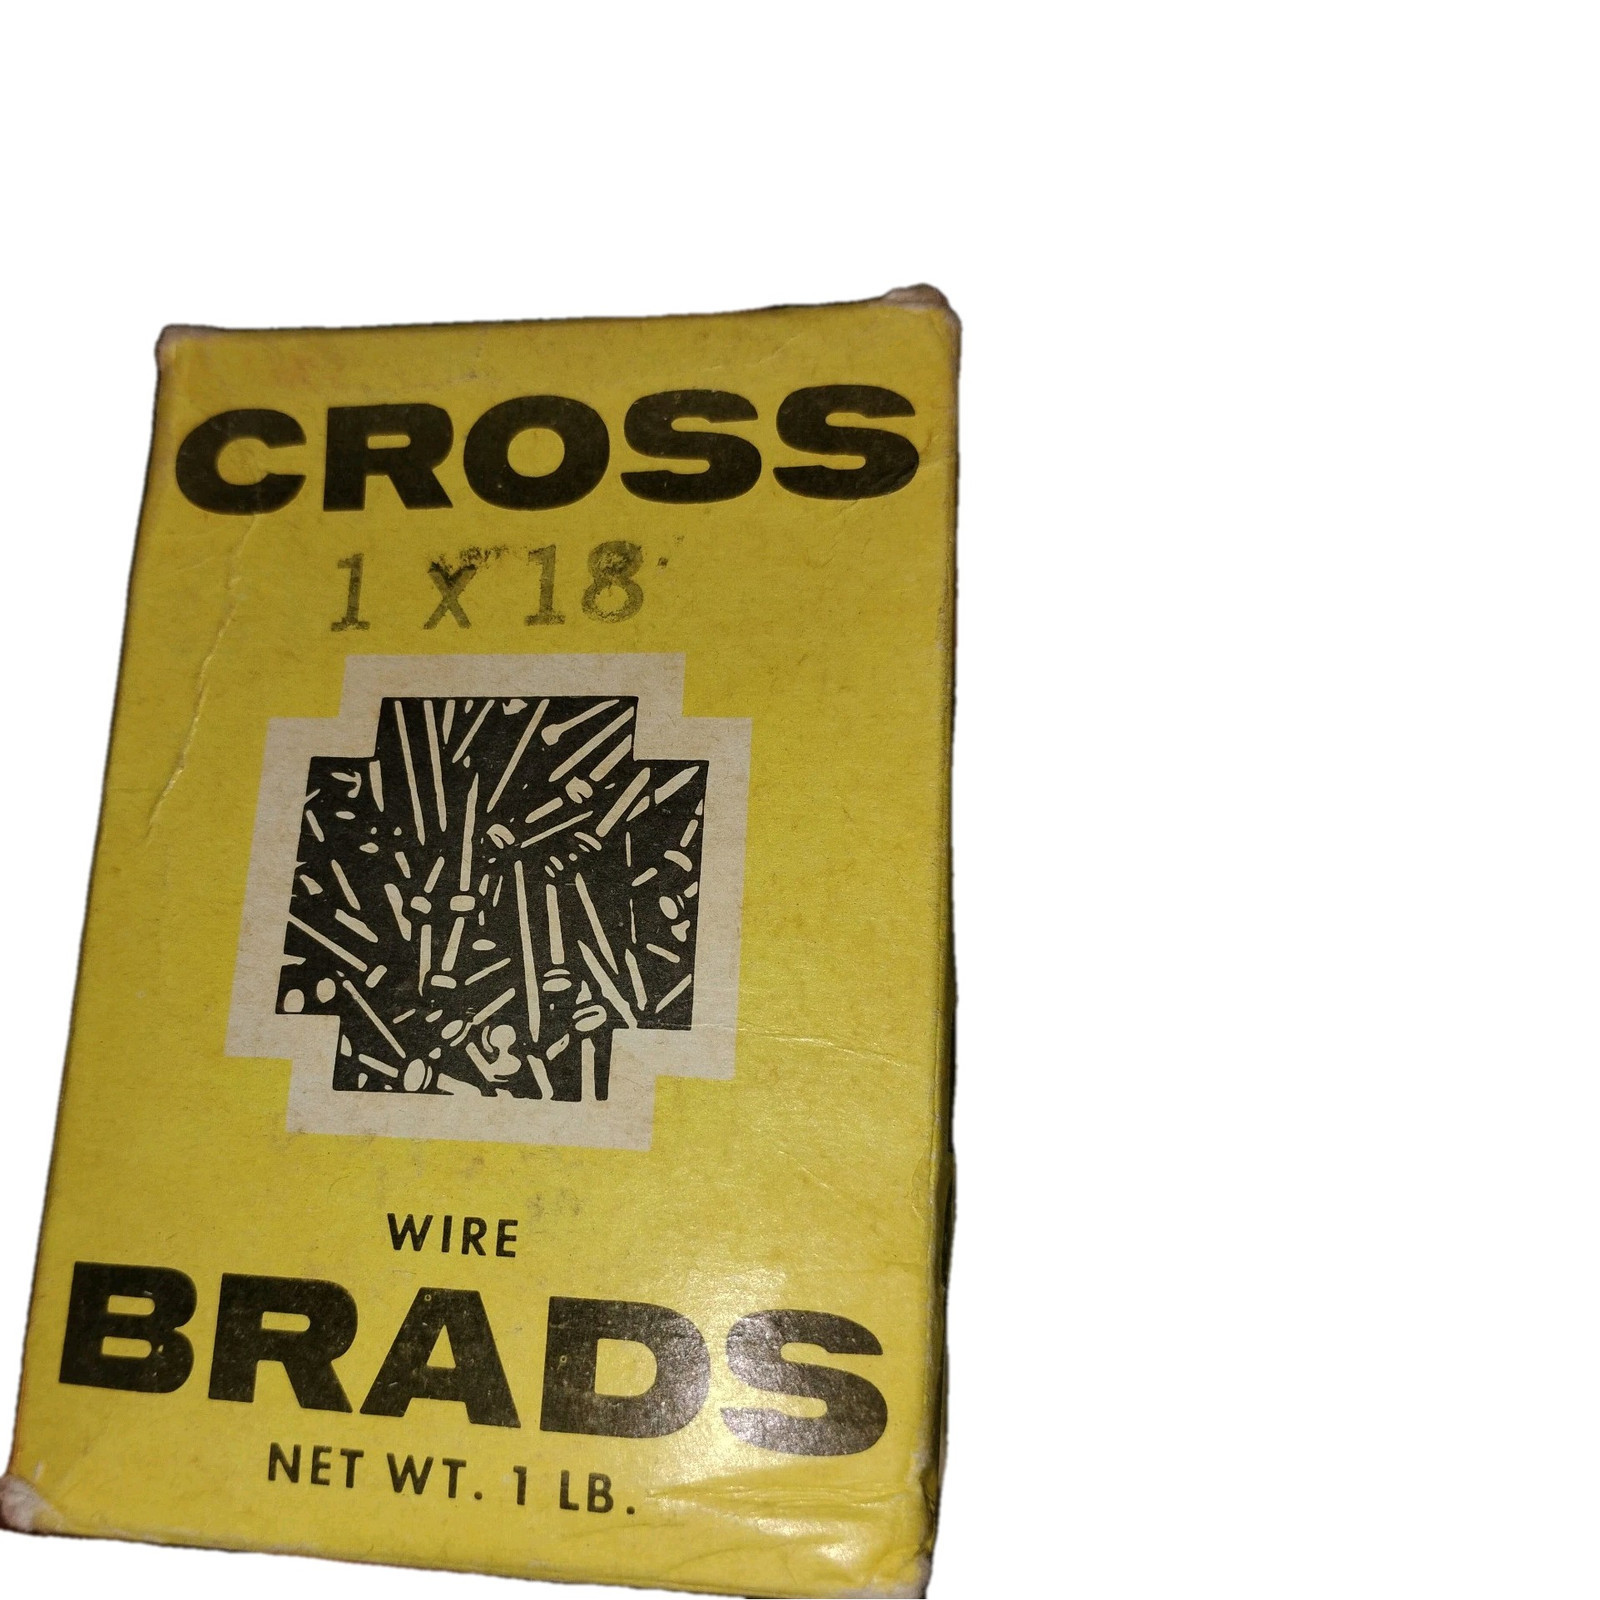 CROSS
1 x 18
WIRE
BRADS
NET WT. 1 LB.